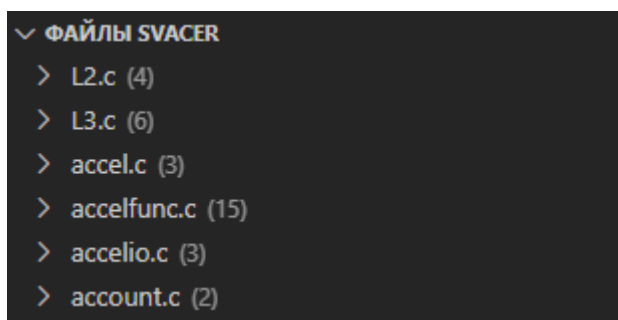 ФАЙЛЫ SVACER
L2.c (4)
L3.c (6)
accel.c (3)
accelfunc.c (15)
accelio.c (3)
account.c (2)